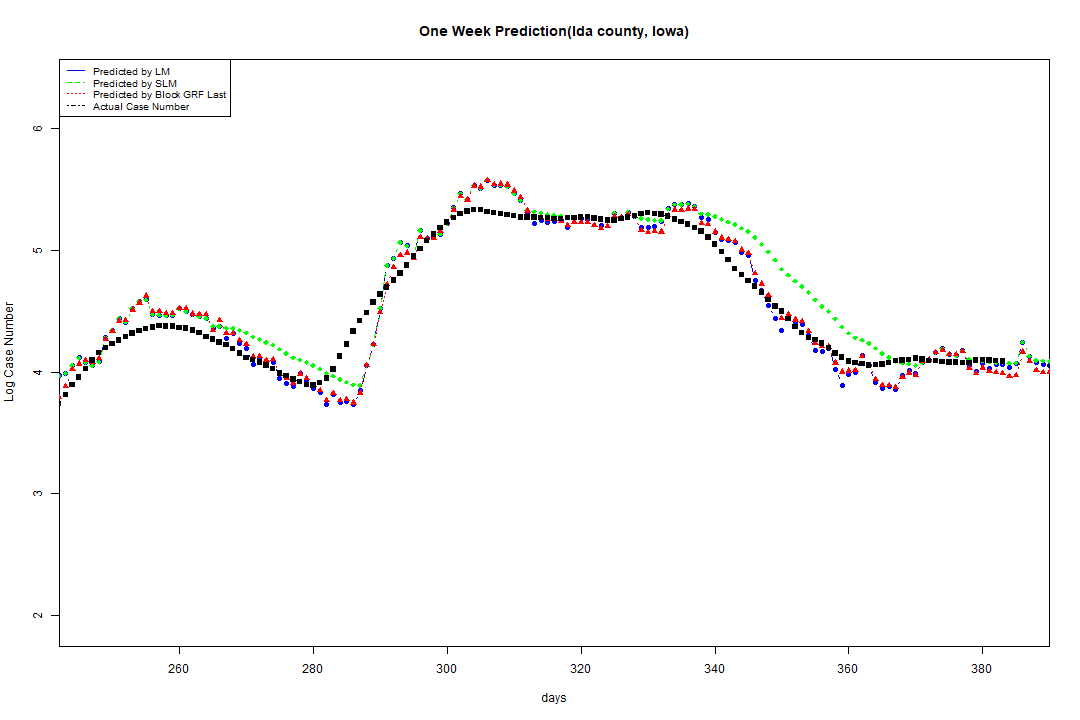 One Week Prediction(Ida county, Iowa)
Predicted by LM
Predicted by SLM
Predicted by Block GRF Last
Actual Case Number
6
5
4
3
2
Log Case Number
260 280 300 320 340 360 380
days